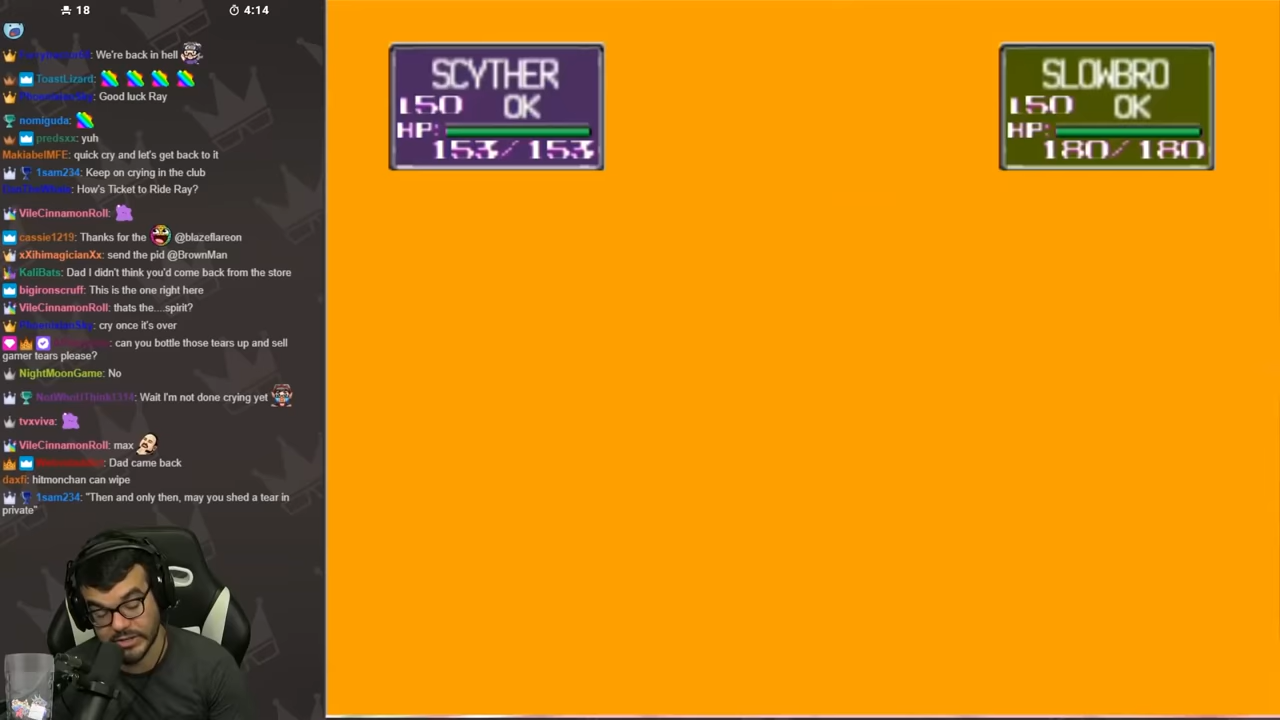 18
4:14
We're back in hell
ToastLizard:
Good luck Ray
nomiguda:
predsxx: yuh
MakiabelMFE: quick cry and let's get back to it
1sam234: Keep on crying in the club
How's Ticket to Ride Ray?
VileCinnamonRoll:
cassie1219: Thanks for the @blazeflareon
xXihimagicianXx: send the pid @BrownMan
KaliBats: Dad I didn't think you'd come back from the store
bigironscruff: This is the one right here
VileCinnamonRoll: thats the....spirit?
cry once it's over
: can you bottle those tears up and sell
gamer tears please?
NightMoonGame: No
Wait I'm not done crying yet
tvxviva:
VileCinnamonRoll: max
Dad came back
daxfi: hitmonchan can wipe
1sam234: "Then and only then, may you shed a tear in
private"
SCYTHER
L50 OK
HP:
153/153
SLOWBRO
L50 OK
HP:
180/180